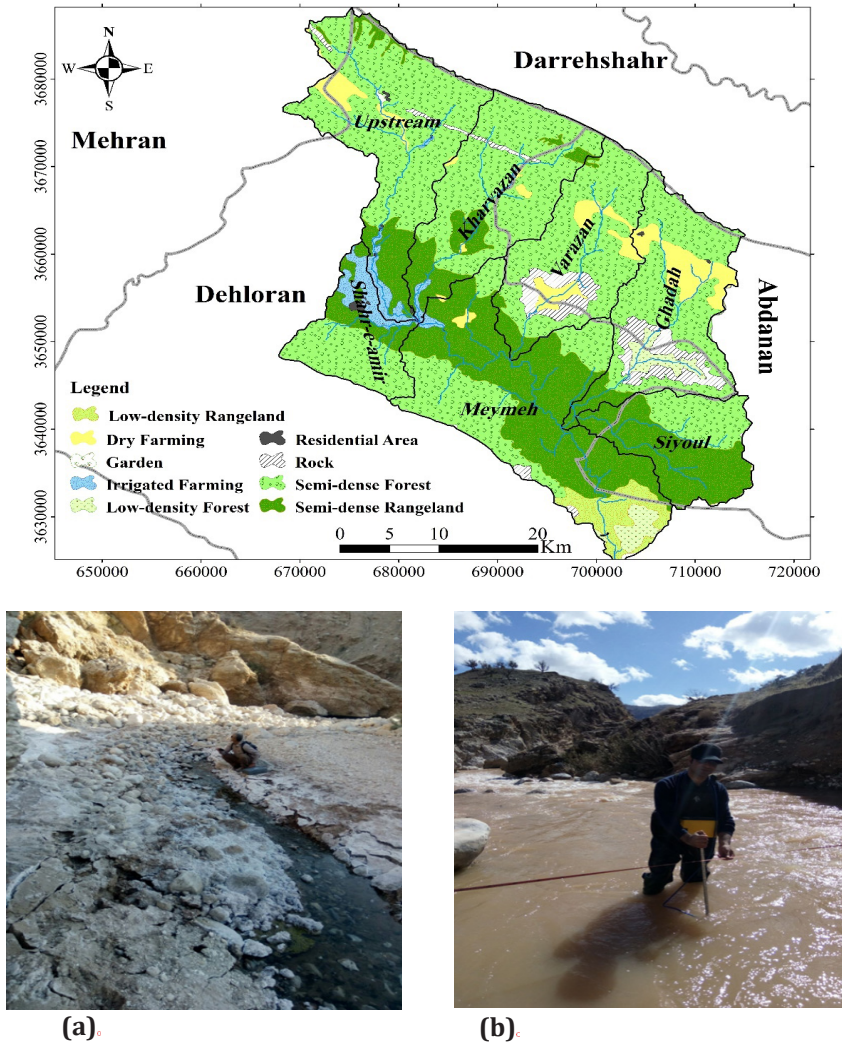 N
W E
S
Darrehshahr
Mehran
Upstream
Kharvazan
Varazan
Ghadah
Abdanan
Dehloran
Shahr-e-amir
Meymeh
Siyoul
3680000
3670000
3660000
3650000
3640000
3630000
Legend
Low-density Rangeland
Dry Farming
Garden
Irrigated Farming
Low-density Forest
Residential Area
Rock
Semi-dense Forest
Semi-dense Rangeland
0 5 10 20
Km
650000 660000 670000 680000 690000 700000 710000 720000
(a)
(b)